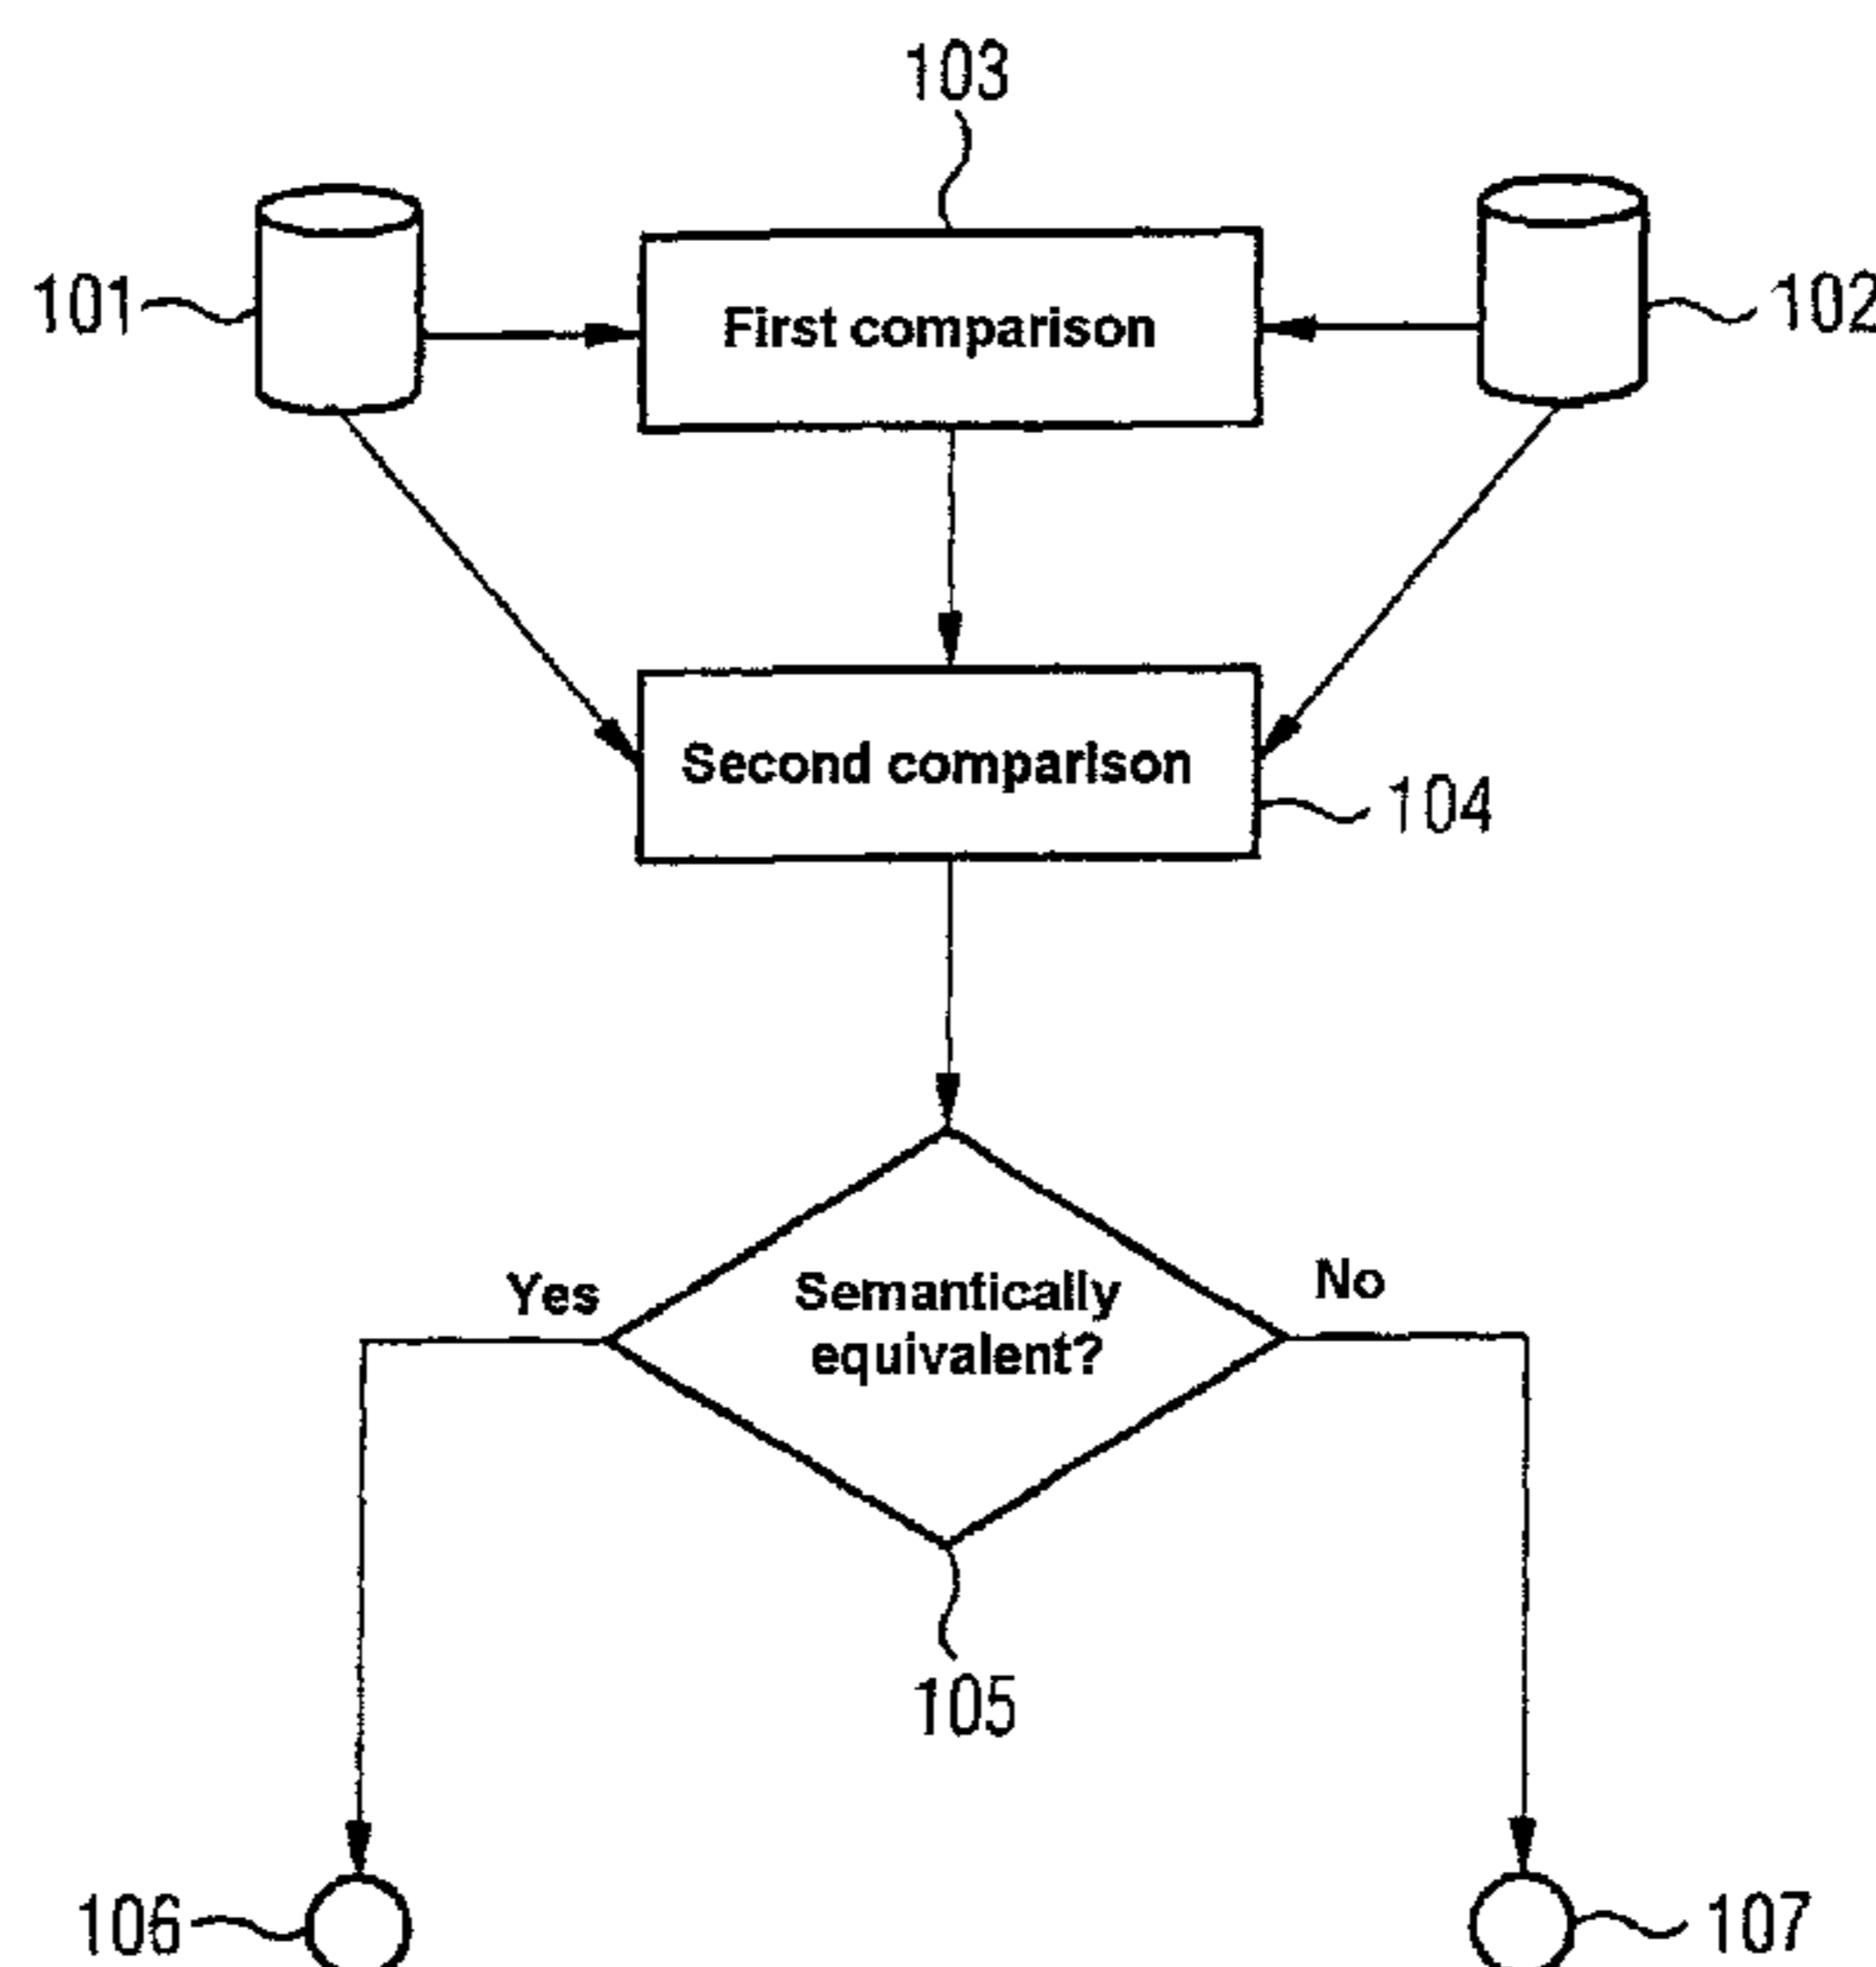 103
101
First comparison
102
Second comparison
104
Yes
Semantically
equivalent?
No
105
106
107